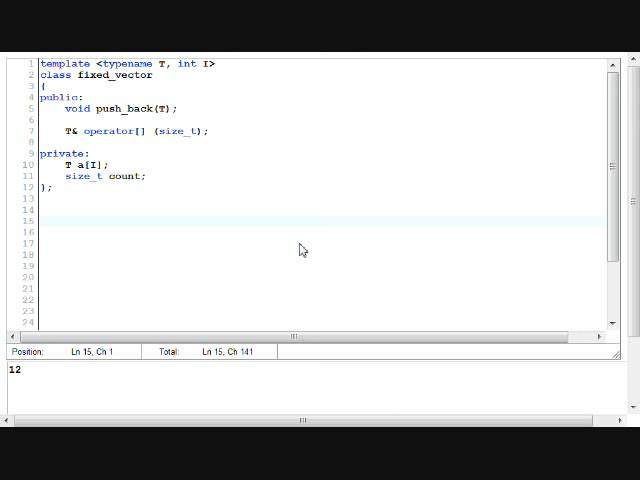 1 template <typename T, int I>
2 class fixed_vector
3 {
4 public:
5 void push_back(T);
6
7 T& operator[] (size_t);
8
9 private:
10 T a[I];
11 size_t count;
12 };
13
14
15
16
17
18
19
20
21
22
23
24
Position: Ln 15, Ch 1 Total: Ln 15, Ch 141
12